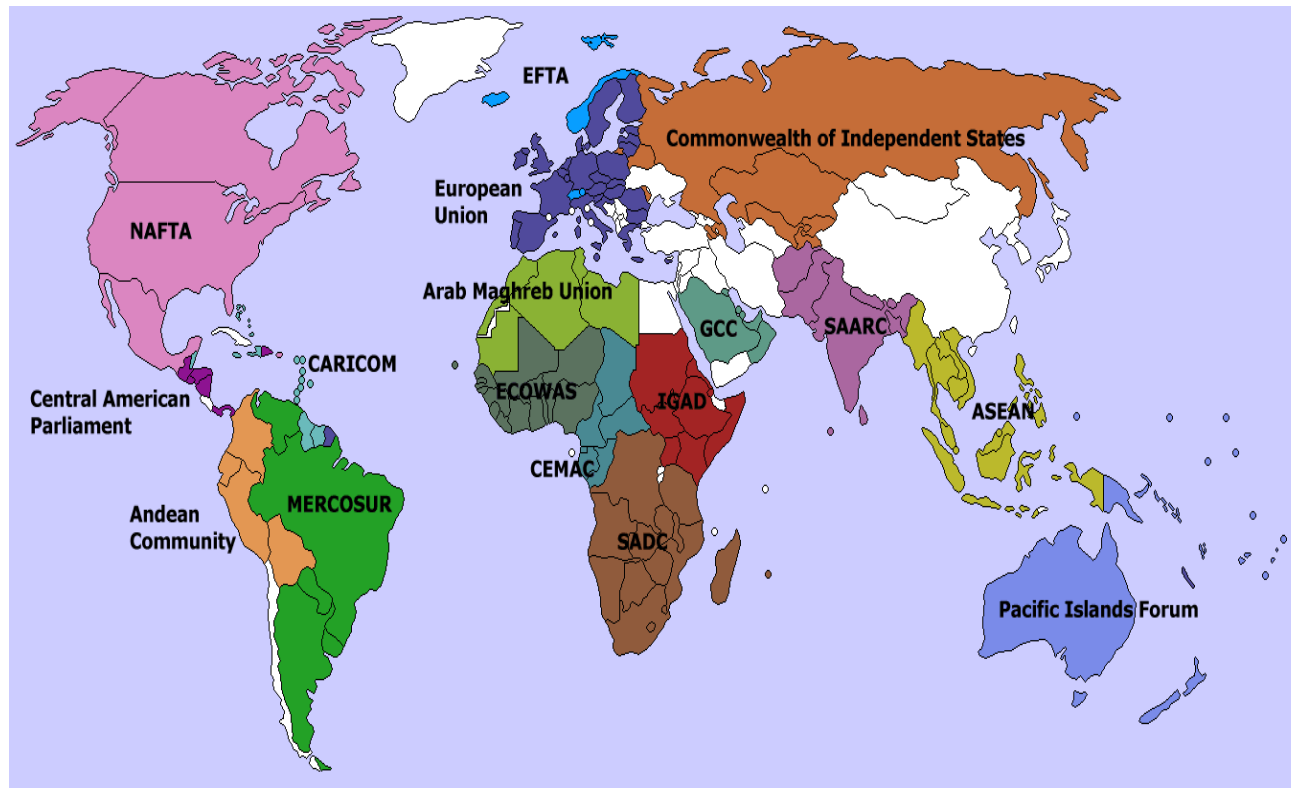 EFTA
Commonwealth of Independent States
European
Union
NAFTA
Arab Maghreb Union
GCC
SAARC
CARICOM
ECOWAS
IGAD
Central American
Parliament
ASEAN
CEMAC
MERCOSUR
Andean
Community
SADC
Pacific Islands Forum